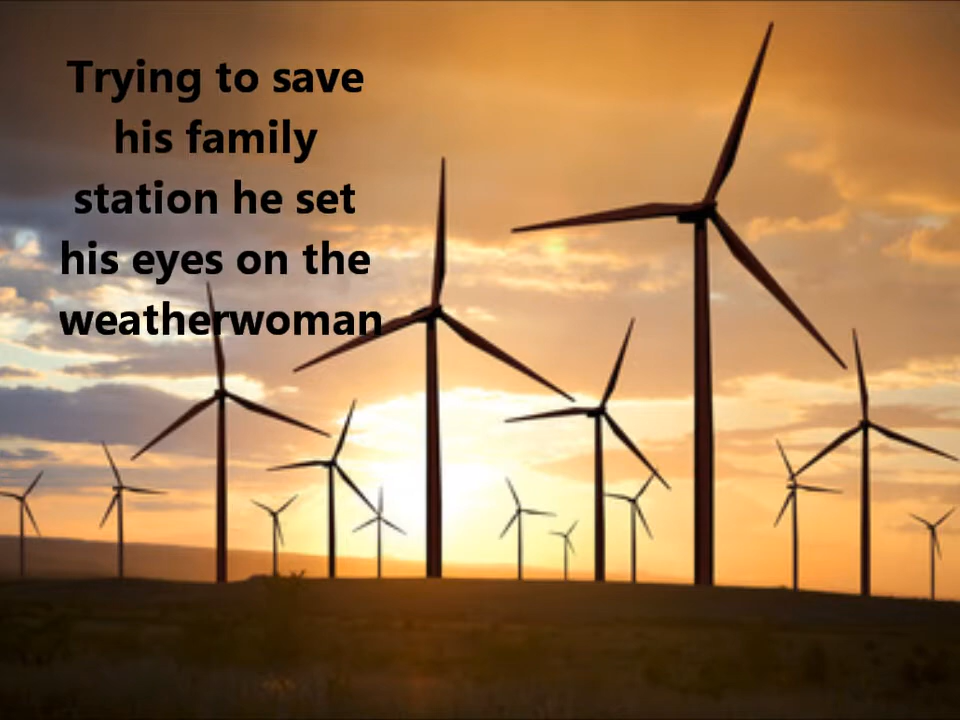 Trying to save
his family
station he set
his eyes on the
weatherwoman